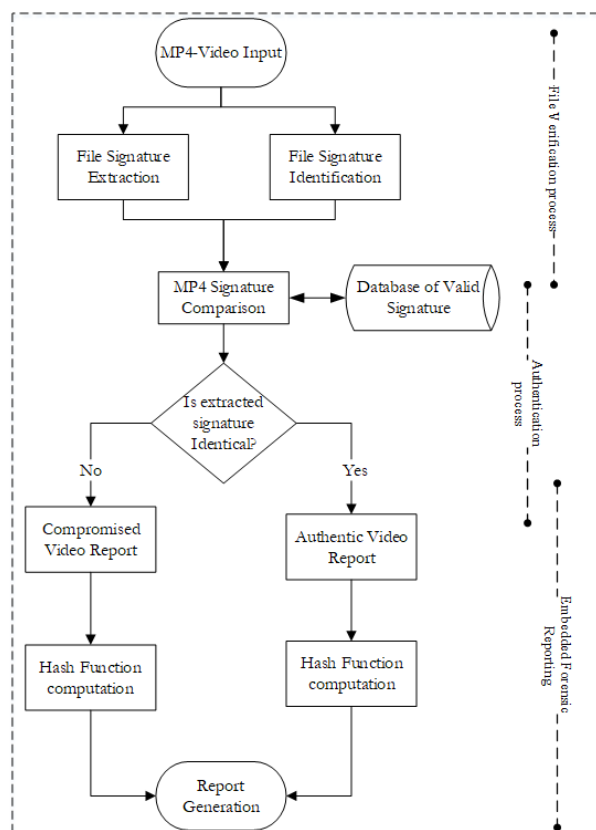 MP4-Video Input
File Signature
Extraction
File Signature
Identification
MP4 Signature
Comparison
Database of Valid
Signature
Is extracted
signature
Identical?
No
Yes
Compromised
Video Report
Authentic Video
Report
Hash Function
computation
Hash Function
computation
Report
Generation
File Verification process
Authentication
process
Embedded Forensic
Reporting